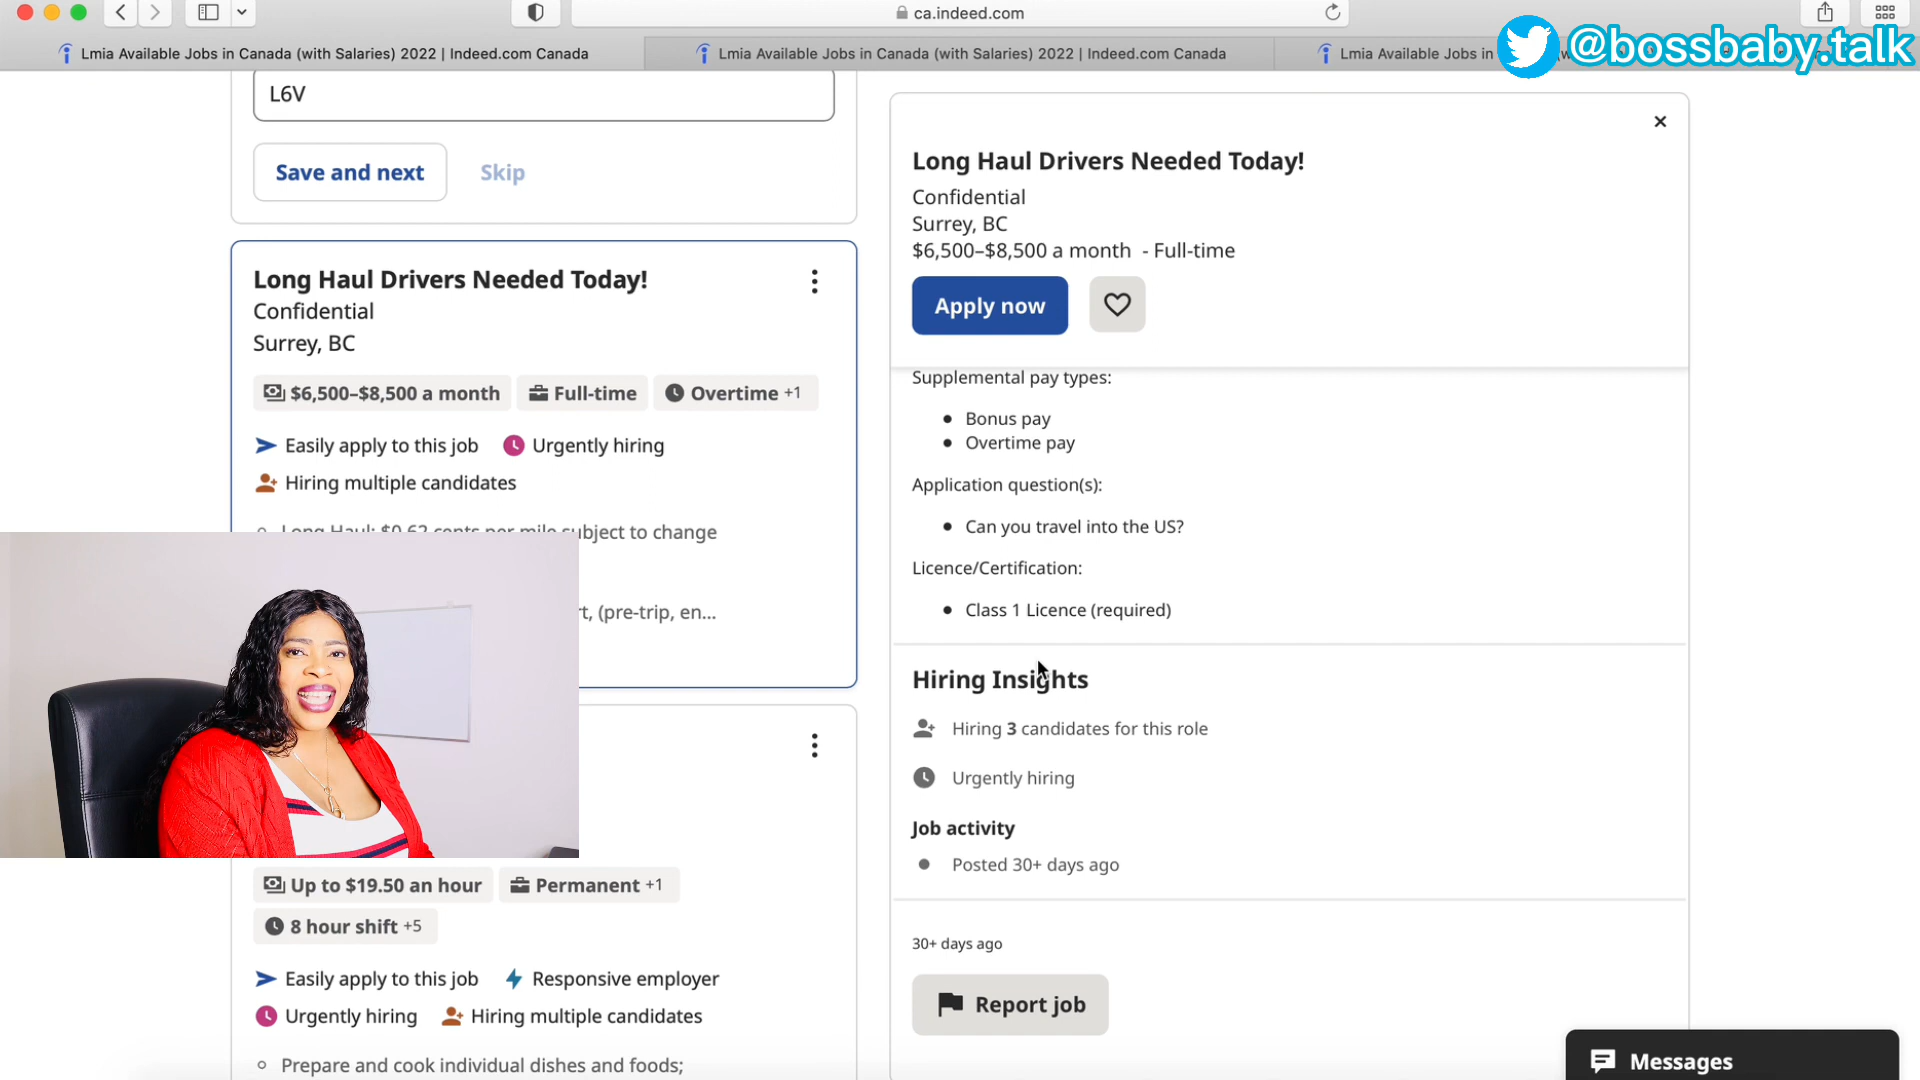 ca.indeed.com
Lmia Available Jobs in Canada (with Salaries) 2022 | Indeed.com Canada
Lmia Available Jobs in Canada (with Salaries) 2022 | Indeed.com Canada
Lmia Available Jobs in
@bossbaby.talk
L6V
Save and next
Skip
Long Haul Drivers Needed Today!
Confidential
Surrey, BC
$6,500–$8,500 a month
Full-time
Overtime +1
Easily apply to this job
Urgently hiring
Hiring multiple candidates
Long Haul: $0.62 cents per mile subject to change
(pre-trip, en...
Up to $19.50 an hour
Permanent +1
8 hour shift +5
Easily apply to this job
Responsive employer
Urgently hiring
Hiring multiple candidates
Prepare and cook individual dishes and foods;
Long Haul Drivers Needed Today!
Confidential
Surrey, BC
$6,500–$8,500 a month - Full-time
Apply now
Supplemental pay types:
Bonus pay
Overtime pay
Application question(s):
Can you travel into the US?
Licence/Certification:
Class 1 Licence (required)
Hiring Insights
Hiring 3 candidates for this role
Urgently hiring
Job activity
Posted 30+ days ago
30+ days ago
Report job
Messages